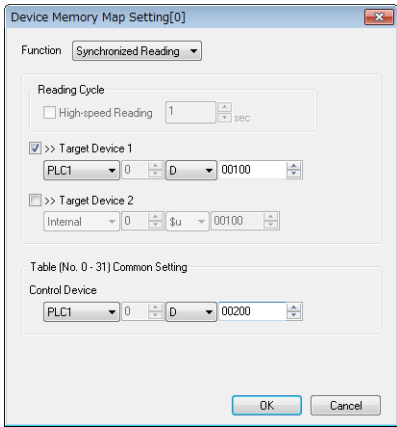 Device Memory Map Setting[0]
Function Synchronized Reading
Reading Cycle
High-speed Reading 1 sec
>> Target Device 1
PLC1 0 D 00100
>> Target Device 2
Internal 0 $u 00100
Table (No. 0 - 31) Common Setting
Control Device
PLC1 0 D 00200
OK Cancel